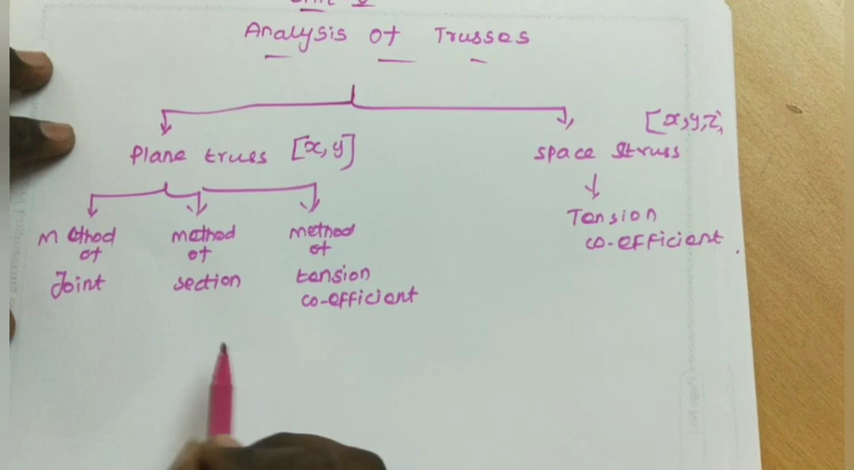 Analysis of Trusses
Plane truss [x,y]
[x,y,z]
space struss
Method
of
Joint
method
of
section
method
of
tension
co-efficient
Tension
co-efficient.